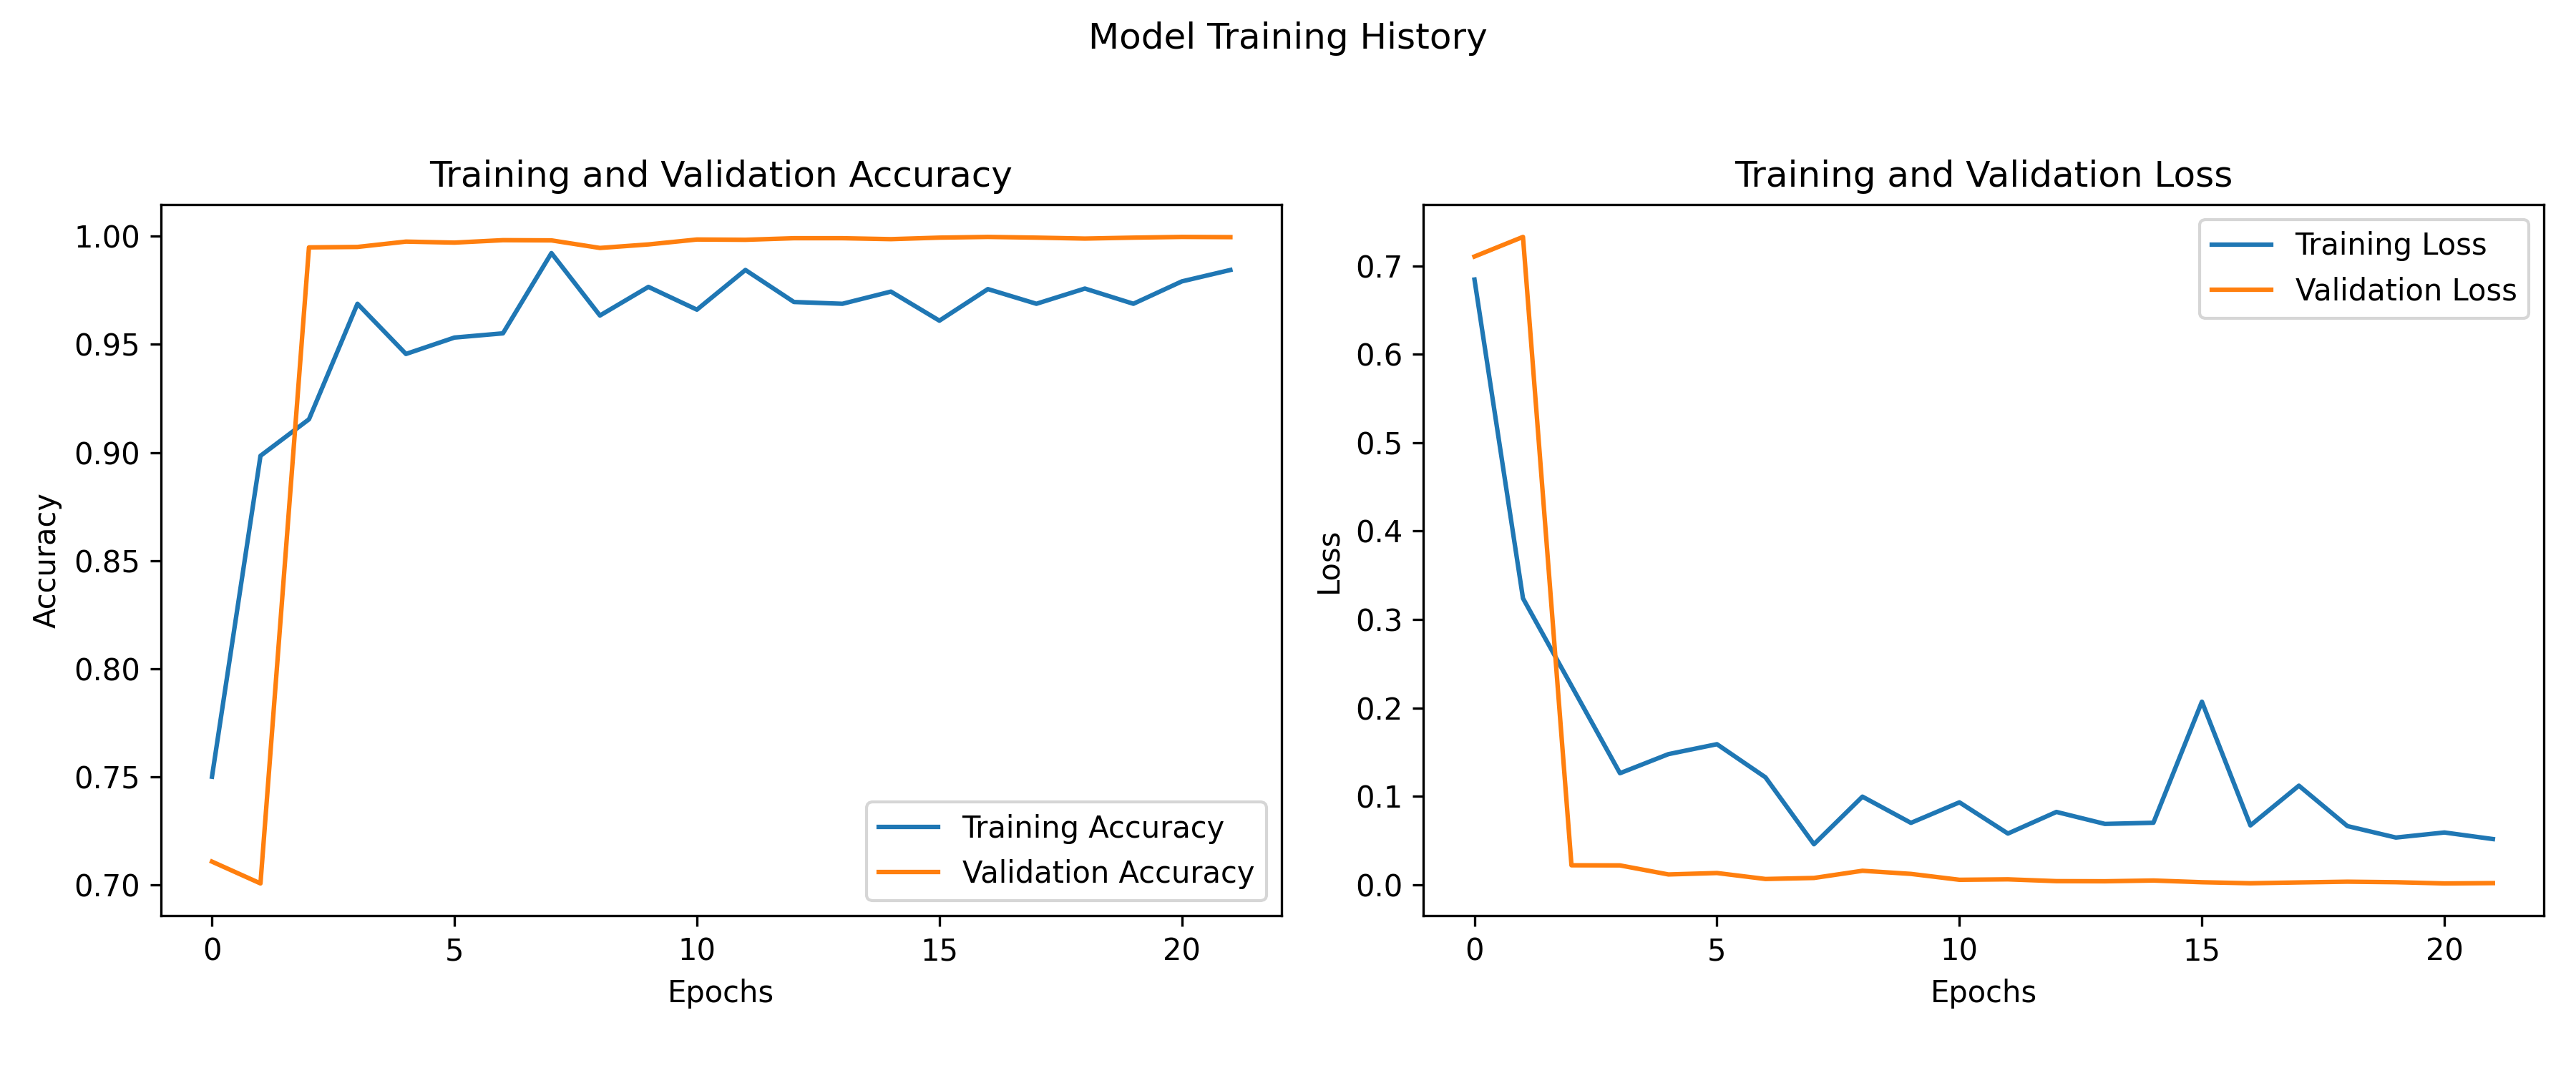 Model Training History
Training and Validation Accuracy
1.00
0.95
0.90
0.85
0.80
0.75
0.70
Accuracy
0
5
10
15
20
Epochs
Training Accuracy
Validation Accuracy
Training and Validation Loss
0.7
0.6
0.5
0.4
0.3
0.2
0.1
0.0
Loss
0
5
10
15
20
Epochs
Training Loss
Validation Loss